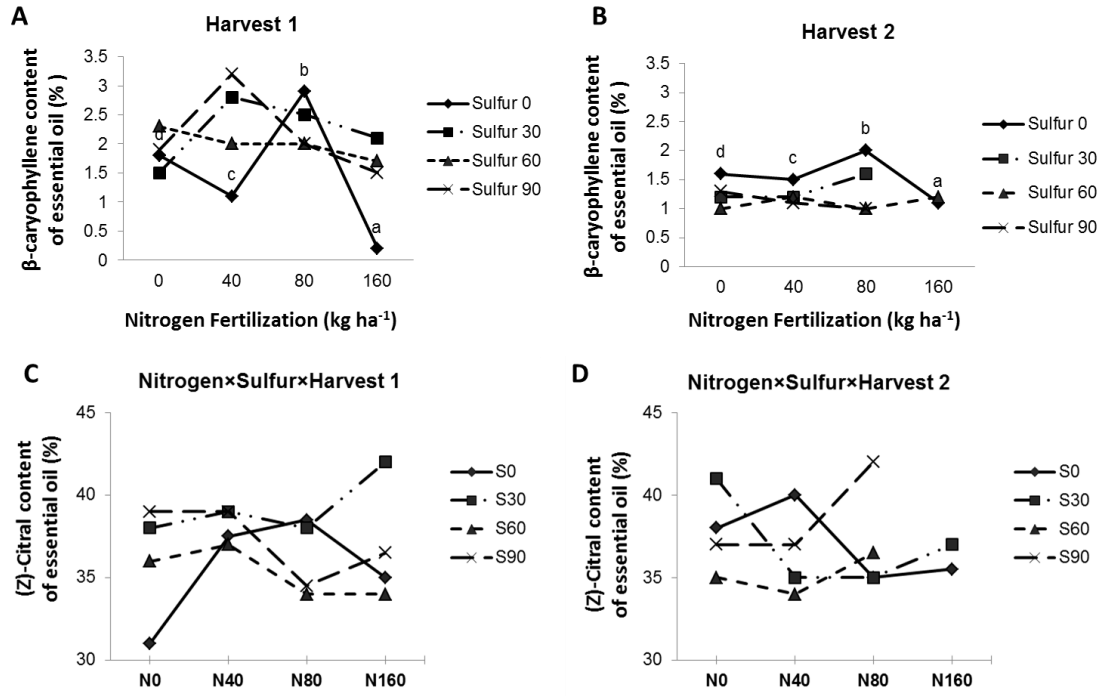 A
Harvest 1
β-caryophyllene content
of essential oil (% )
3.5
3
2.5
2
1.5
1
0.5
0
d
c
b
a
0
40
80
160
Nitrogen Fertilization (kg ha⁻¹)
Sulfur 0
Sulfur 30
Sulfur 60
Sulfur 90
B
Harvest 2
β-caryophyllene content
of essential oil (% )
3.5
3
2.5
2
1.5
1
0.5
0
d
c
b
a
0
40
80
160
Nitrogen Fertilization (kg ha⁻¹)
Sulfur 0
Sulfur 30
Sulfur 60
Sulfur 90
C
Nitrogen×Sulfur×Harvest 1
(Z)-Citral content
of essential oil (%)
45
40
35
30
N0
N40
N80
N160
S0
S30
S60
S90
D
Nitrogen×Sulfur×Harvest 2
(Z)-Citral content
of essential oil (%)
45
40
35
30
N0
N40
N80
N160
S0
S30
S60
S90